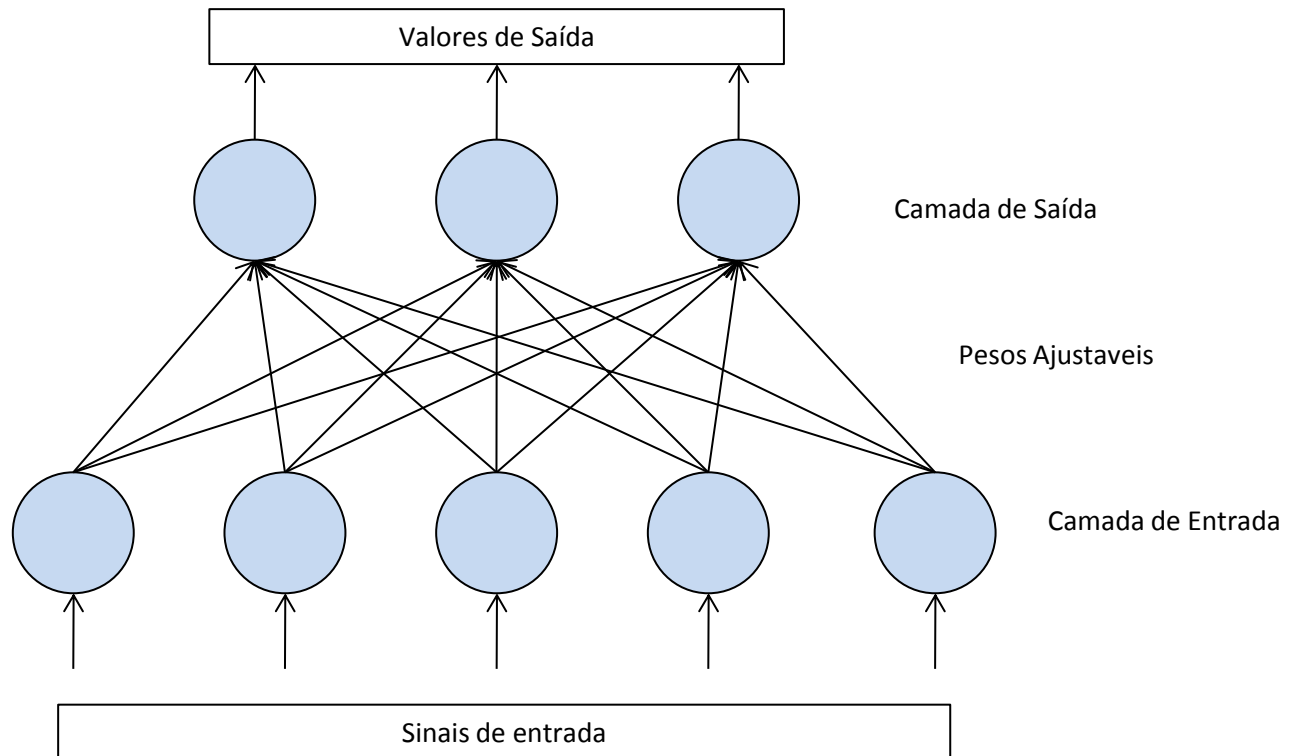 Valores de Saída
Camada de Saída
Pesos Ajustaveis
Camada de Entrada
Sinais de entrada